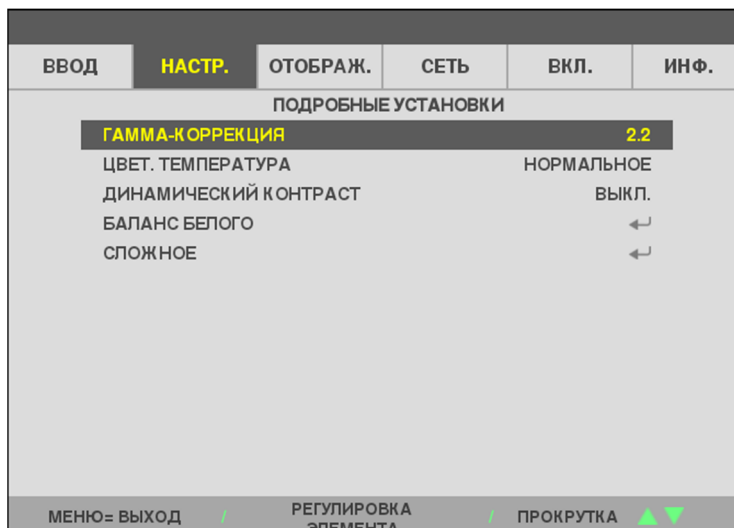 ВВОД НАСТР. ОТОБРАЖ. СЕТЬ ВКЛ. ИНФ.
ПОДРОБНЫЕ УСТАНОВКИ
ГАММА-КОРРЕКЦИЯ 2.2
ЦВЕТ. ТЕМПЕРАТУРА НОРМАЛЬНОЕ
ДИНАМИЧЕСКИЙ КОНТРАСТ ВЫКЛ.
БАЛАНС БЕЛОГО
СЛОЖНОЕ
МЕНЮ= ВЫХОД / РЕГУЛИРОВКА ЭЛЕМЕНТА / ПРОКРУТКА